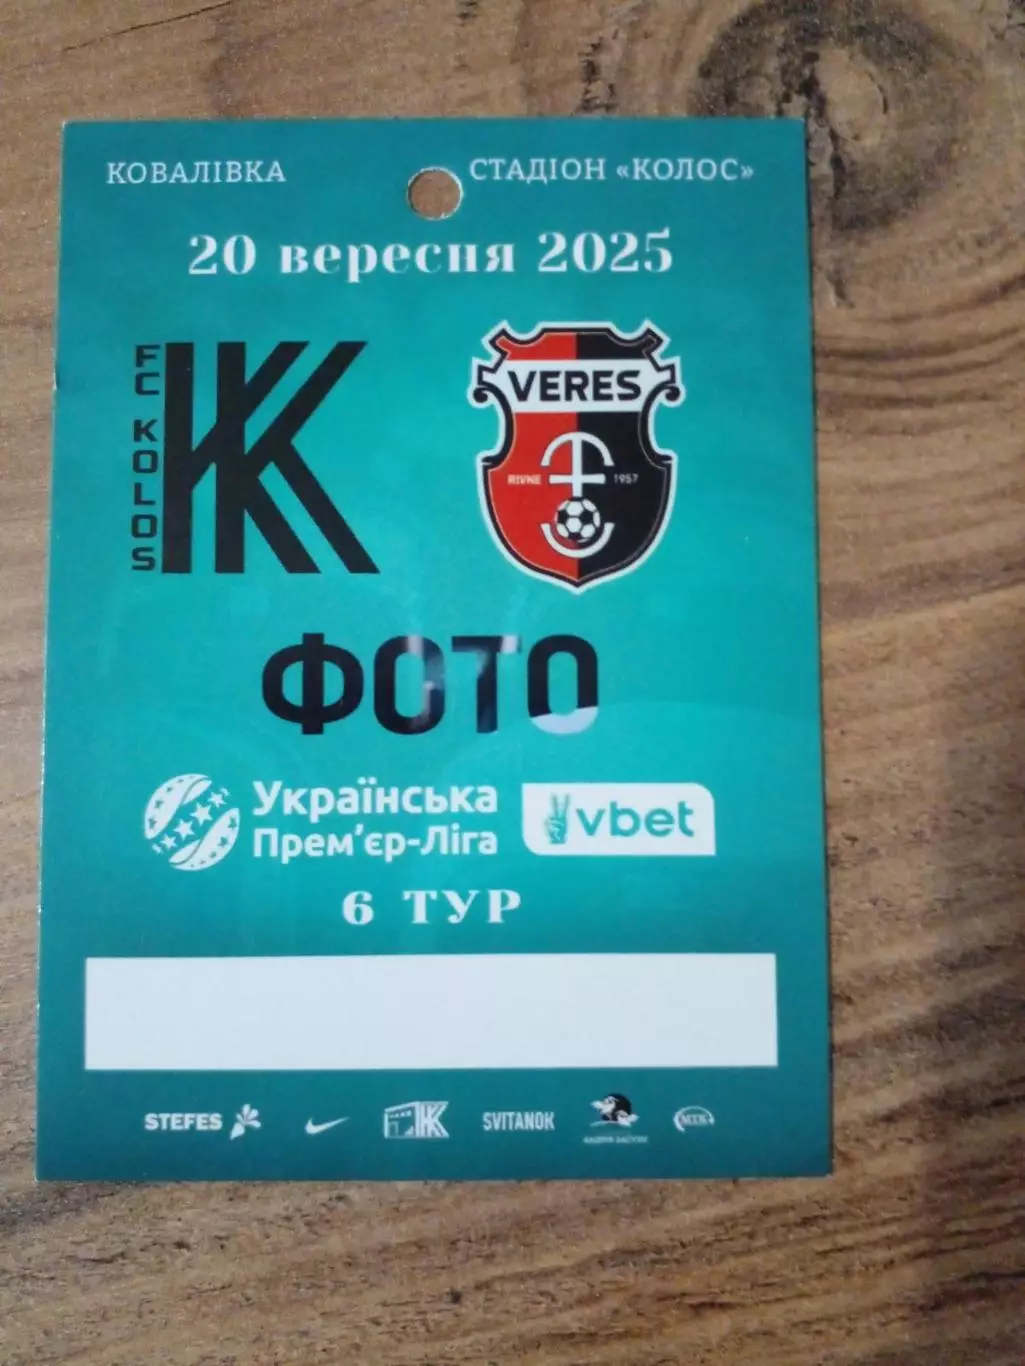 КОВАЛІВКА
СТАДІОН «КОЛОС»
20 вересня 2025
FC KOLOS
VERES
RIVNE 1957
ФОТО
Українська
Прем'єр-Ліга
vbet
6 ТУР
STEFES
SVITANOK
МТК